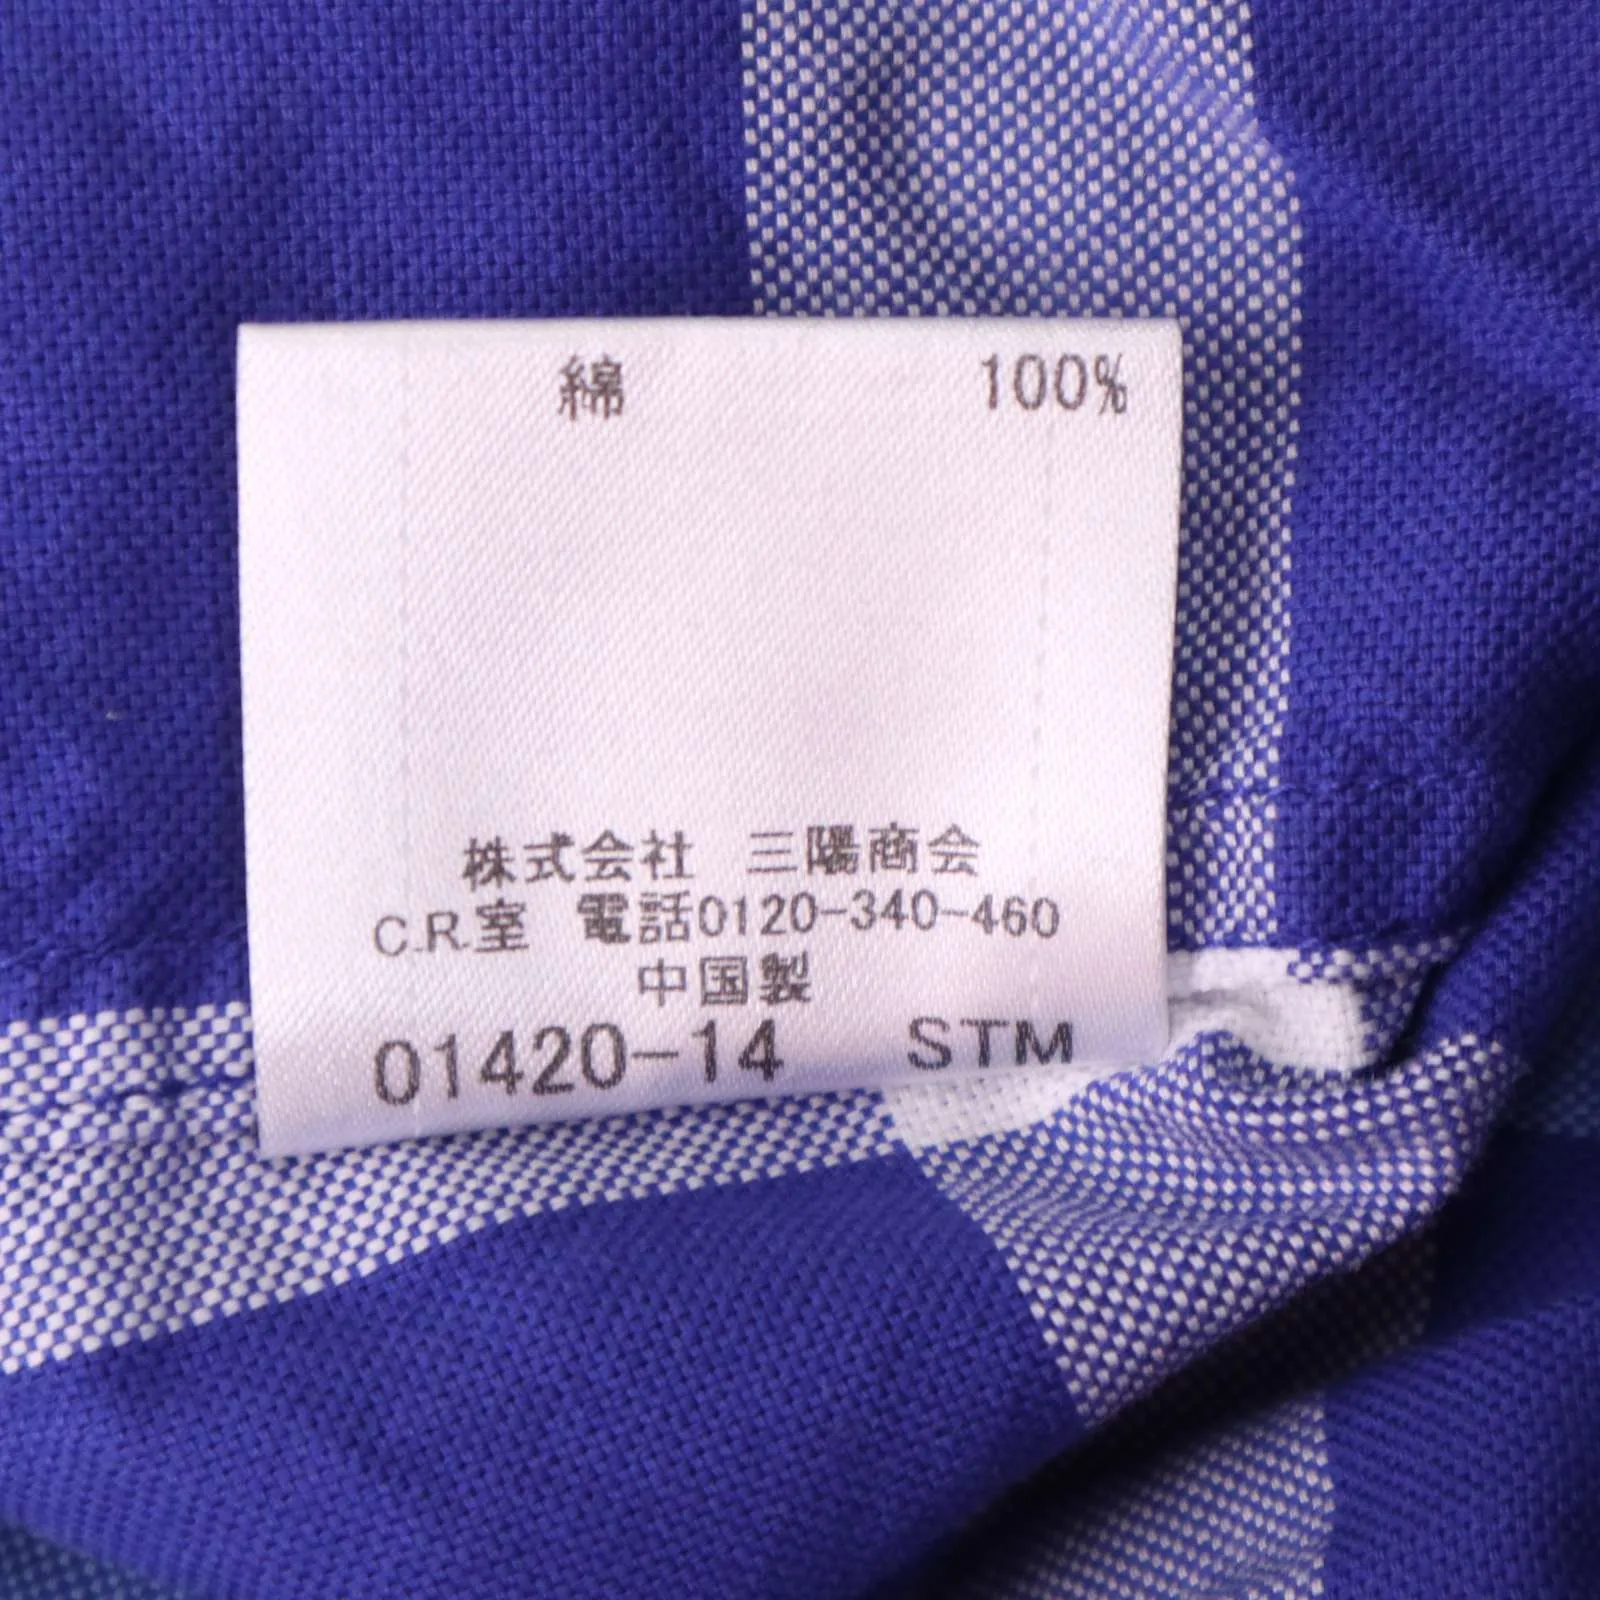 綿 100%
株式会社 三陽商会
C.R.室 電話0120-340-460
中国製
01420-14 STM